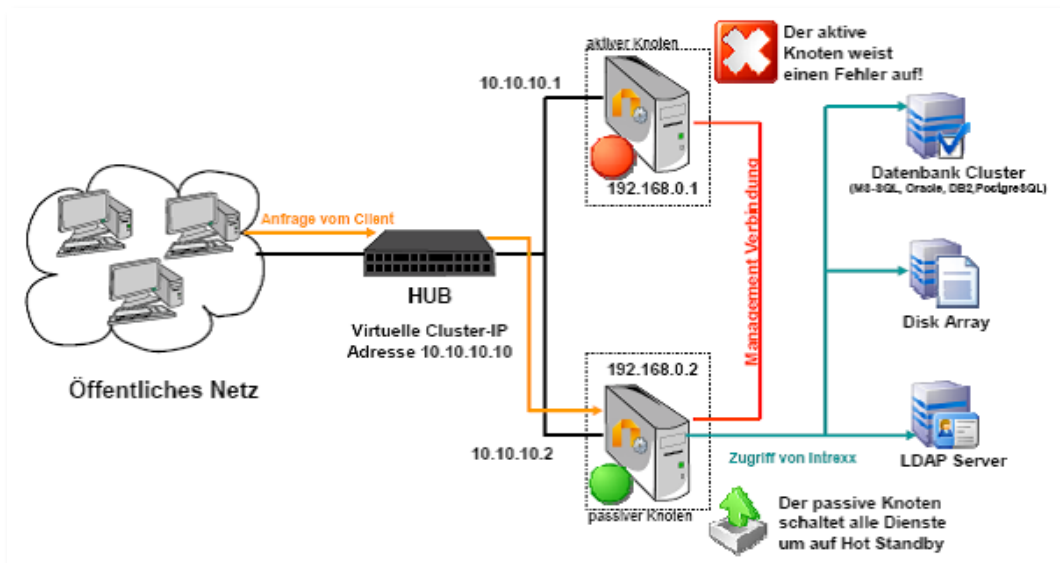 aktiver Knoten
Der aktive
Knoten weist
einen Fehler auf!
10.10.10.1
192.168.0.1
Datenbank Cluster
(MS-SQL, Oracle, DB2,PostgreSQL)
Anfrage vom Client
HUB
Virtuelle Cluster-IP
Adresse 10.10.10.10
Management Verbindung
Disk Array
Öffentliches Netz
192.168.0.2
10.10.10.2
Zugriff von Intrexx
LDAP Server
passiver Knoten
Der passive Knoten
schaltet alle Dienste
um auf Hot Standby